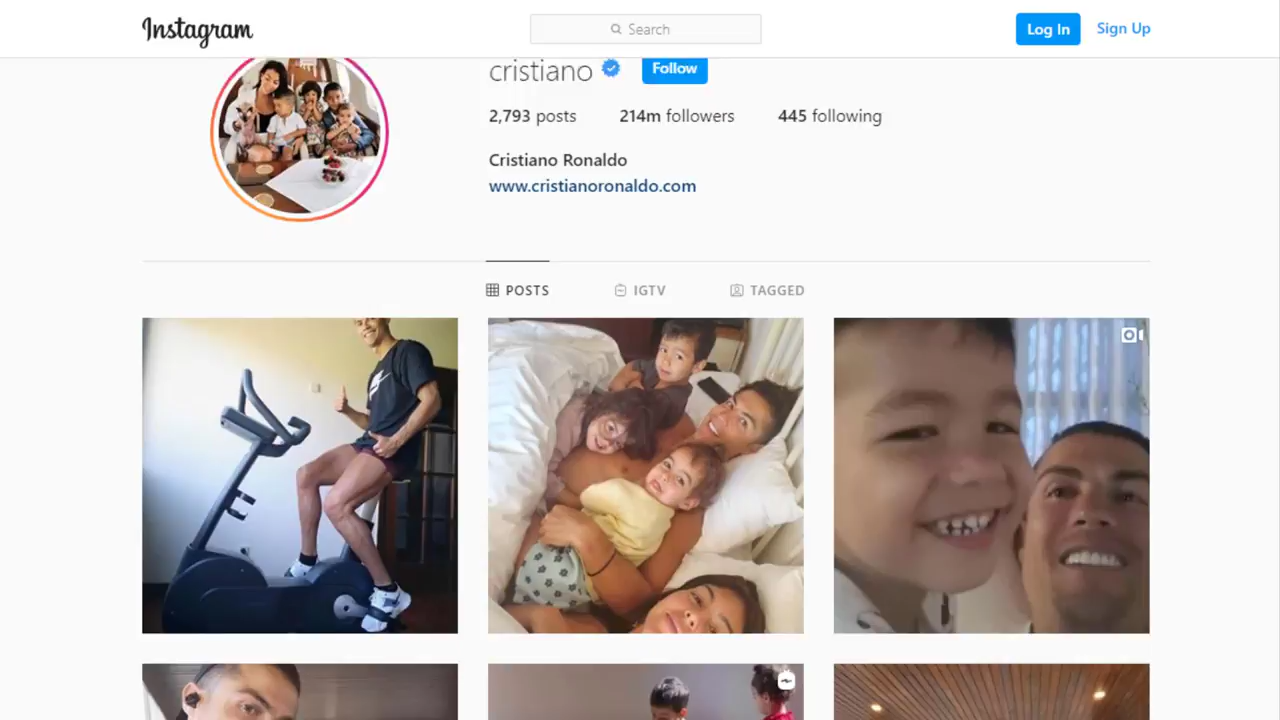 Instagram
Search
Log In
Sign Up
cristiano
Follow
2,793 posts 214m followers 445 following
Cristiano Ronaldo
www.cristianoronaldo.com
POSTS IGTV TAGGED